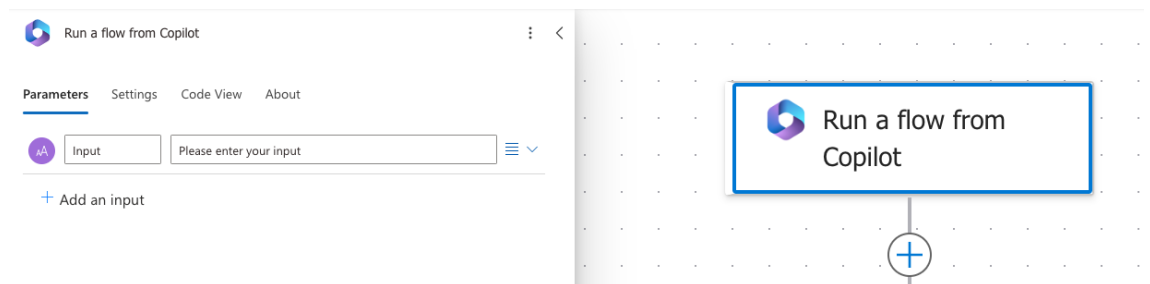 Run a flow from Copilot
Parameters Settings Code View About
AA Input Please enter your input
Add an input
Run a flow from
Copilot